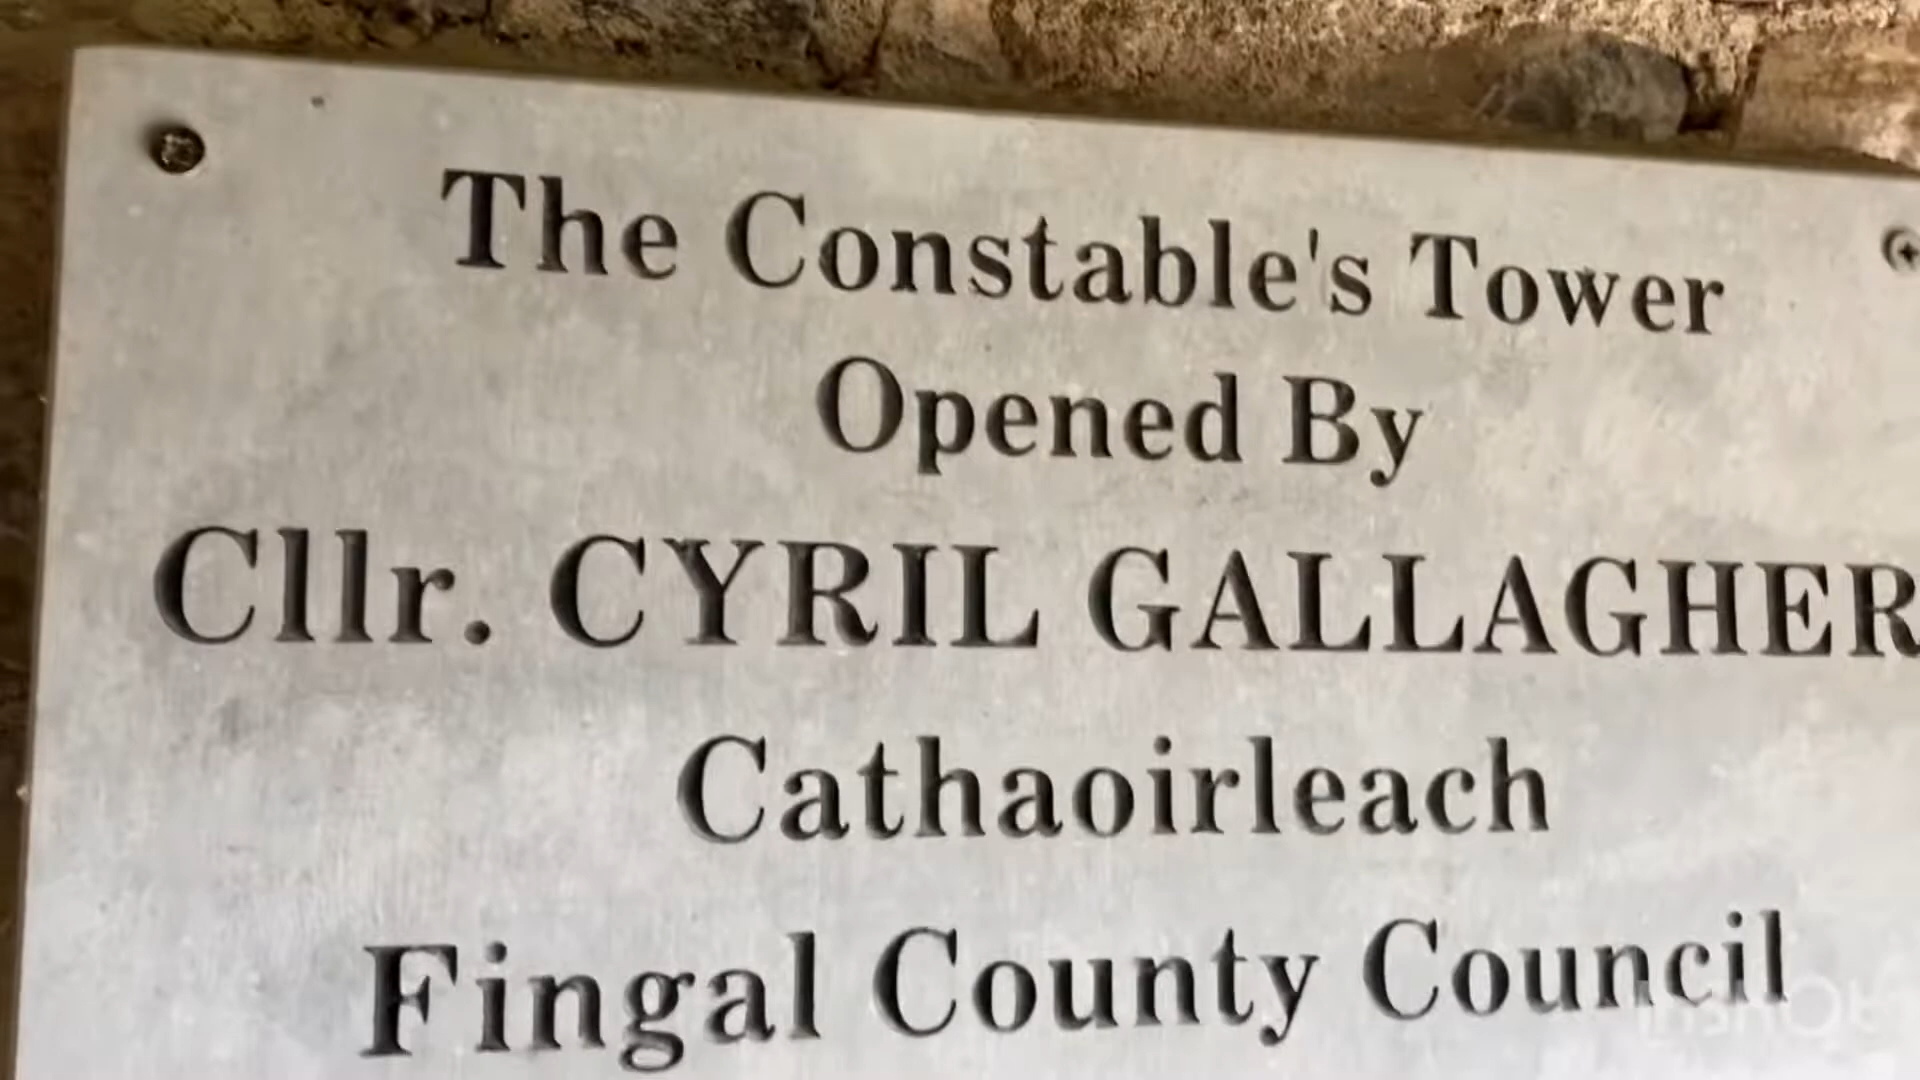 The Constable's Tower
Opened By
Cllr. CYRIL GALLAGHER
Cathaoirleach
Fingal County Council